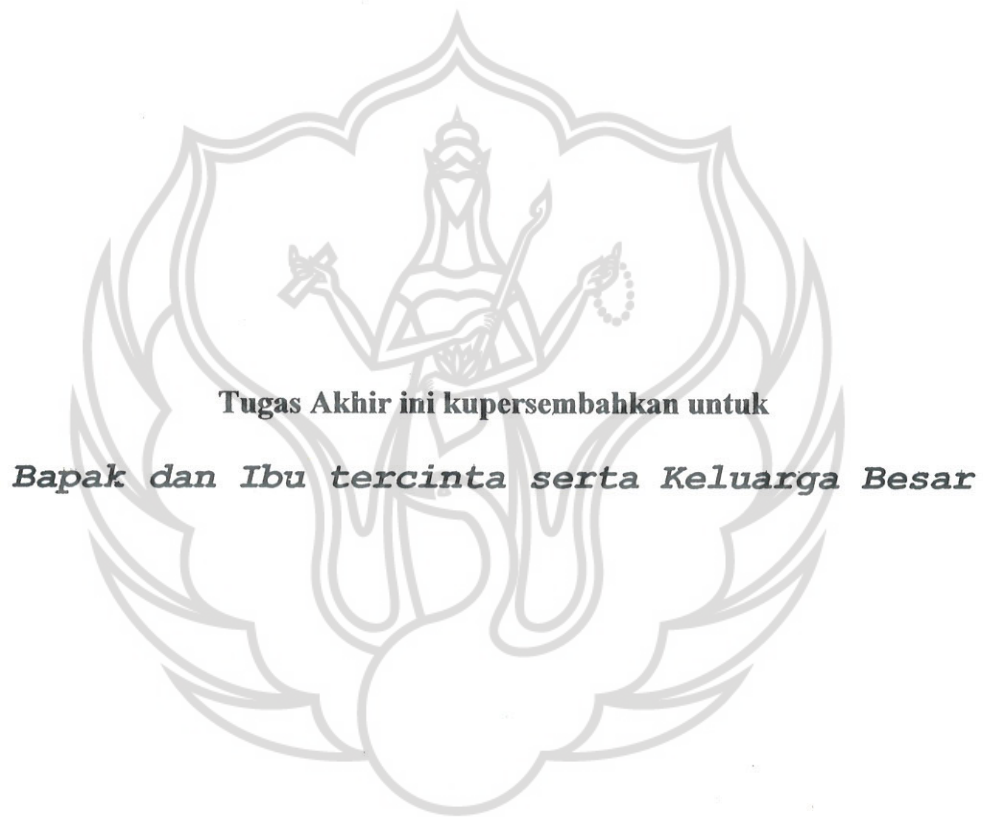 Tugas Akhir ini kupersembahkan untuk
Bapak dan Ibu tercinta serta Keluarga Besar